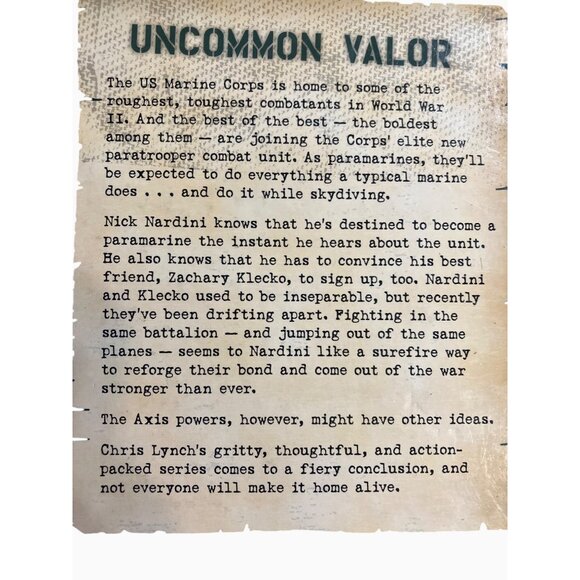 UNCOMMON VALOR
The US Marine Corps is home to some of the
roughest, toughest combatants in World War
II. And the best of the best — the boldest
among them — are joining the Corps' elite new
paratrooper combat unit. As paramarines, they'll
be expected to do everything a typical marine
does . . . and do it while skydiving.
Nick Nardini knows that he's destined to become a
paramarine the instant he hears about the unit.
He also knows that he has to convince his best
friend, Zachary Klecko, to sign up, too. Nardini
and Klecko used to be inseparable, but recently
they've been drifting apart. Fighting in the
same battalion — and jumping out of the same
planes — seems to Nardini like a surefire way
to reforge their bond and come out of the war
stronger than ever.
The Axis powers, however, might have other ideas.
Chris Lynch's gritty, thoughtful, and action-
packed series comes to a fiery conclusion, and
not everyone will make it home alive.